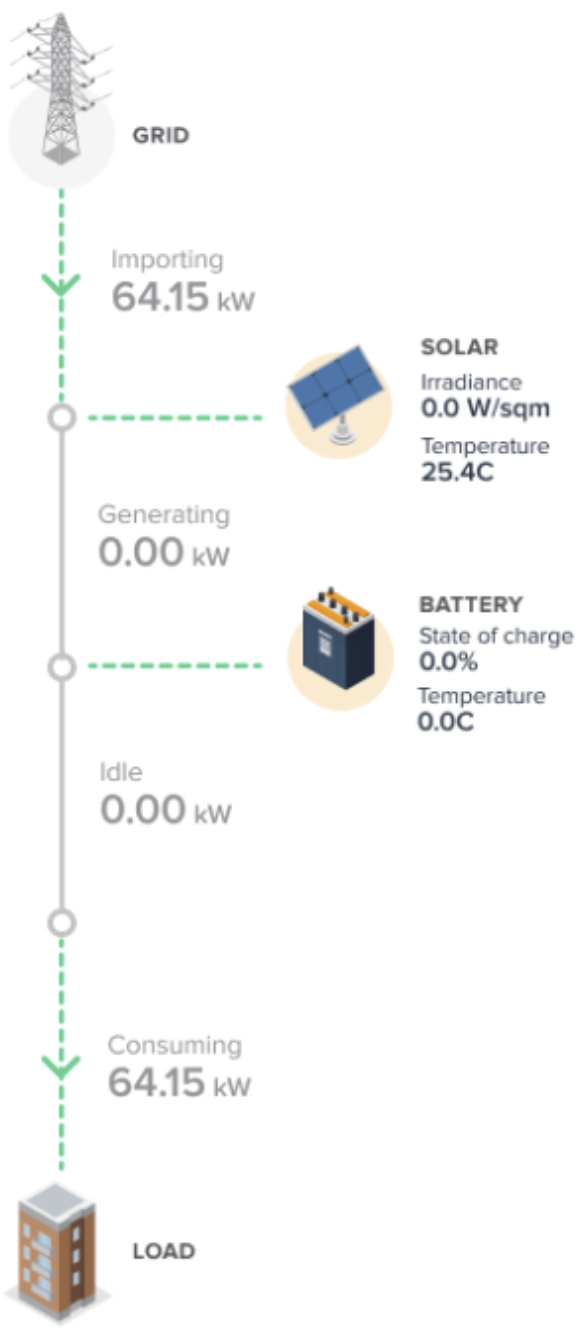 GRID
Importing
64.15 kW
SOLAR
Irradiance
0.0 W/sqm
Temperature
25.4C
Generating
0.00 kW
BATTERY
State of charge
0.0%
Temperature
0.0C
Idle
0.00 kW
Consuming
64.15 kW
LOAD